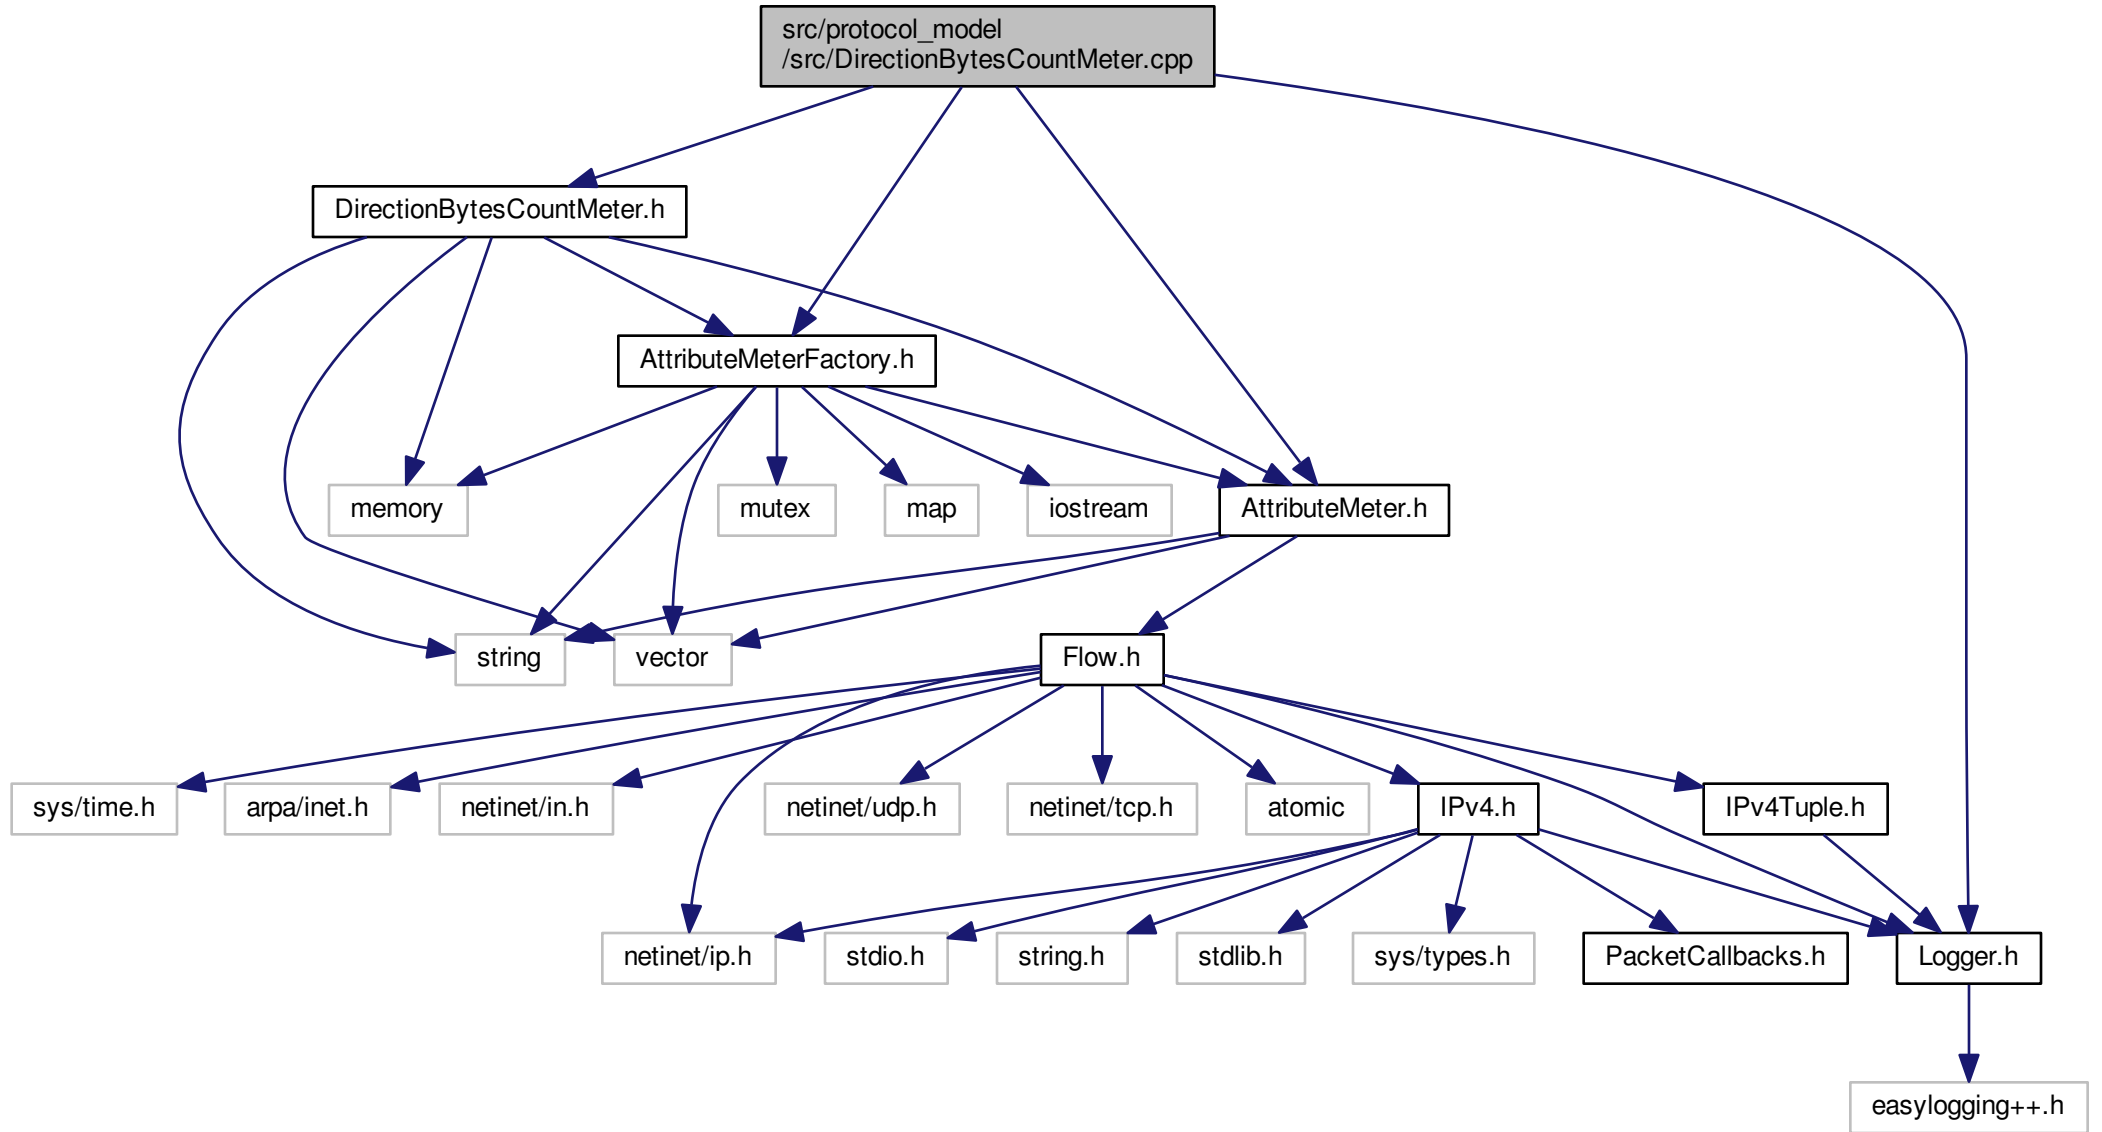 src/protocol_model
/src/DirectionBytesCountMeter.cpp
DirectionBytesCountMeter.h
AttributeMeterFactory.h
memory
mutex
map
iostream
AttributeMeter.h
string
vector
Flow.h
sys/time.h
arpa/inet.h
netinet/in.h
netinet/udp.h
netinet/tcp.h
atomic
IPv4.h
IPv4Tuple.h
netinet/ip.h
stdio.h
string.h
stdlib.h
sys/types.h
PacketCallbacks.h
Logger.h
easylogging++.h